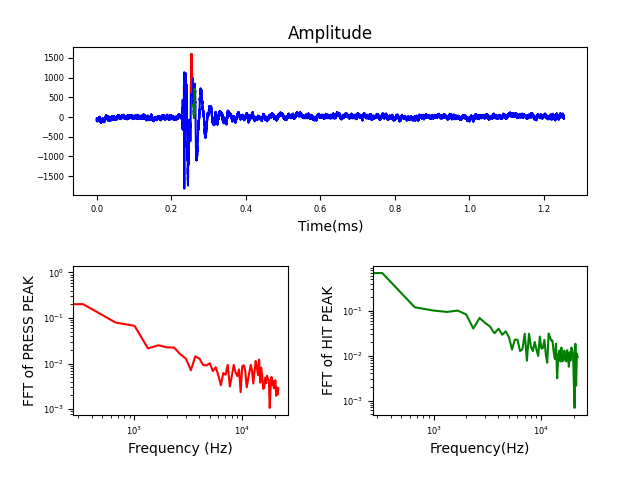 Amplitude
1500
1000
500
0
−500
−1000
−1500
0.0 0.2 0.4 0.6 0.8 1.0 1.2
Time(ms)
FFT of PRESS PEAK
10⁰
10⁻¹
10⁻²
10⁻³
10³ 10⁴
Frequency (Hz)
FFT of HIT PEAK
10⁻¹
10⁻²
10⁻³
10³ 10⁴
Frequency(Hz)